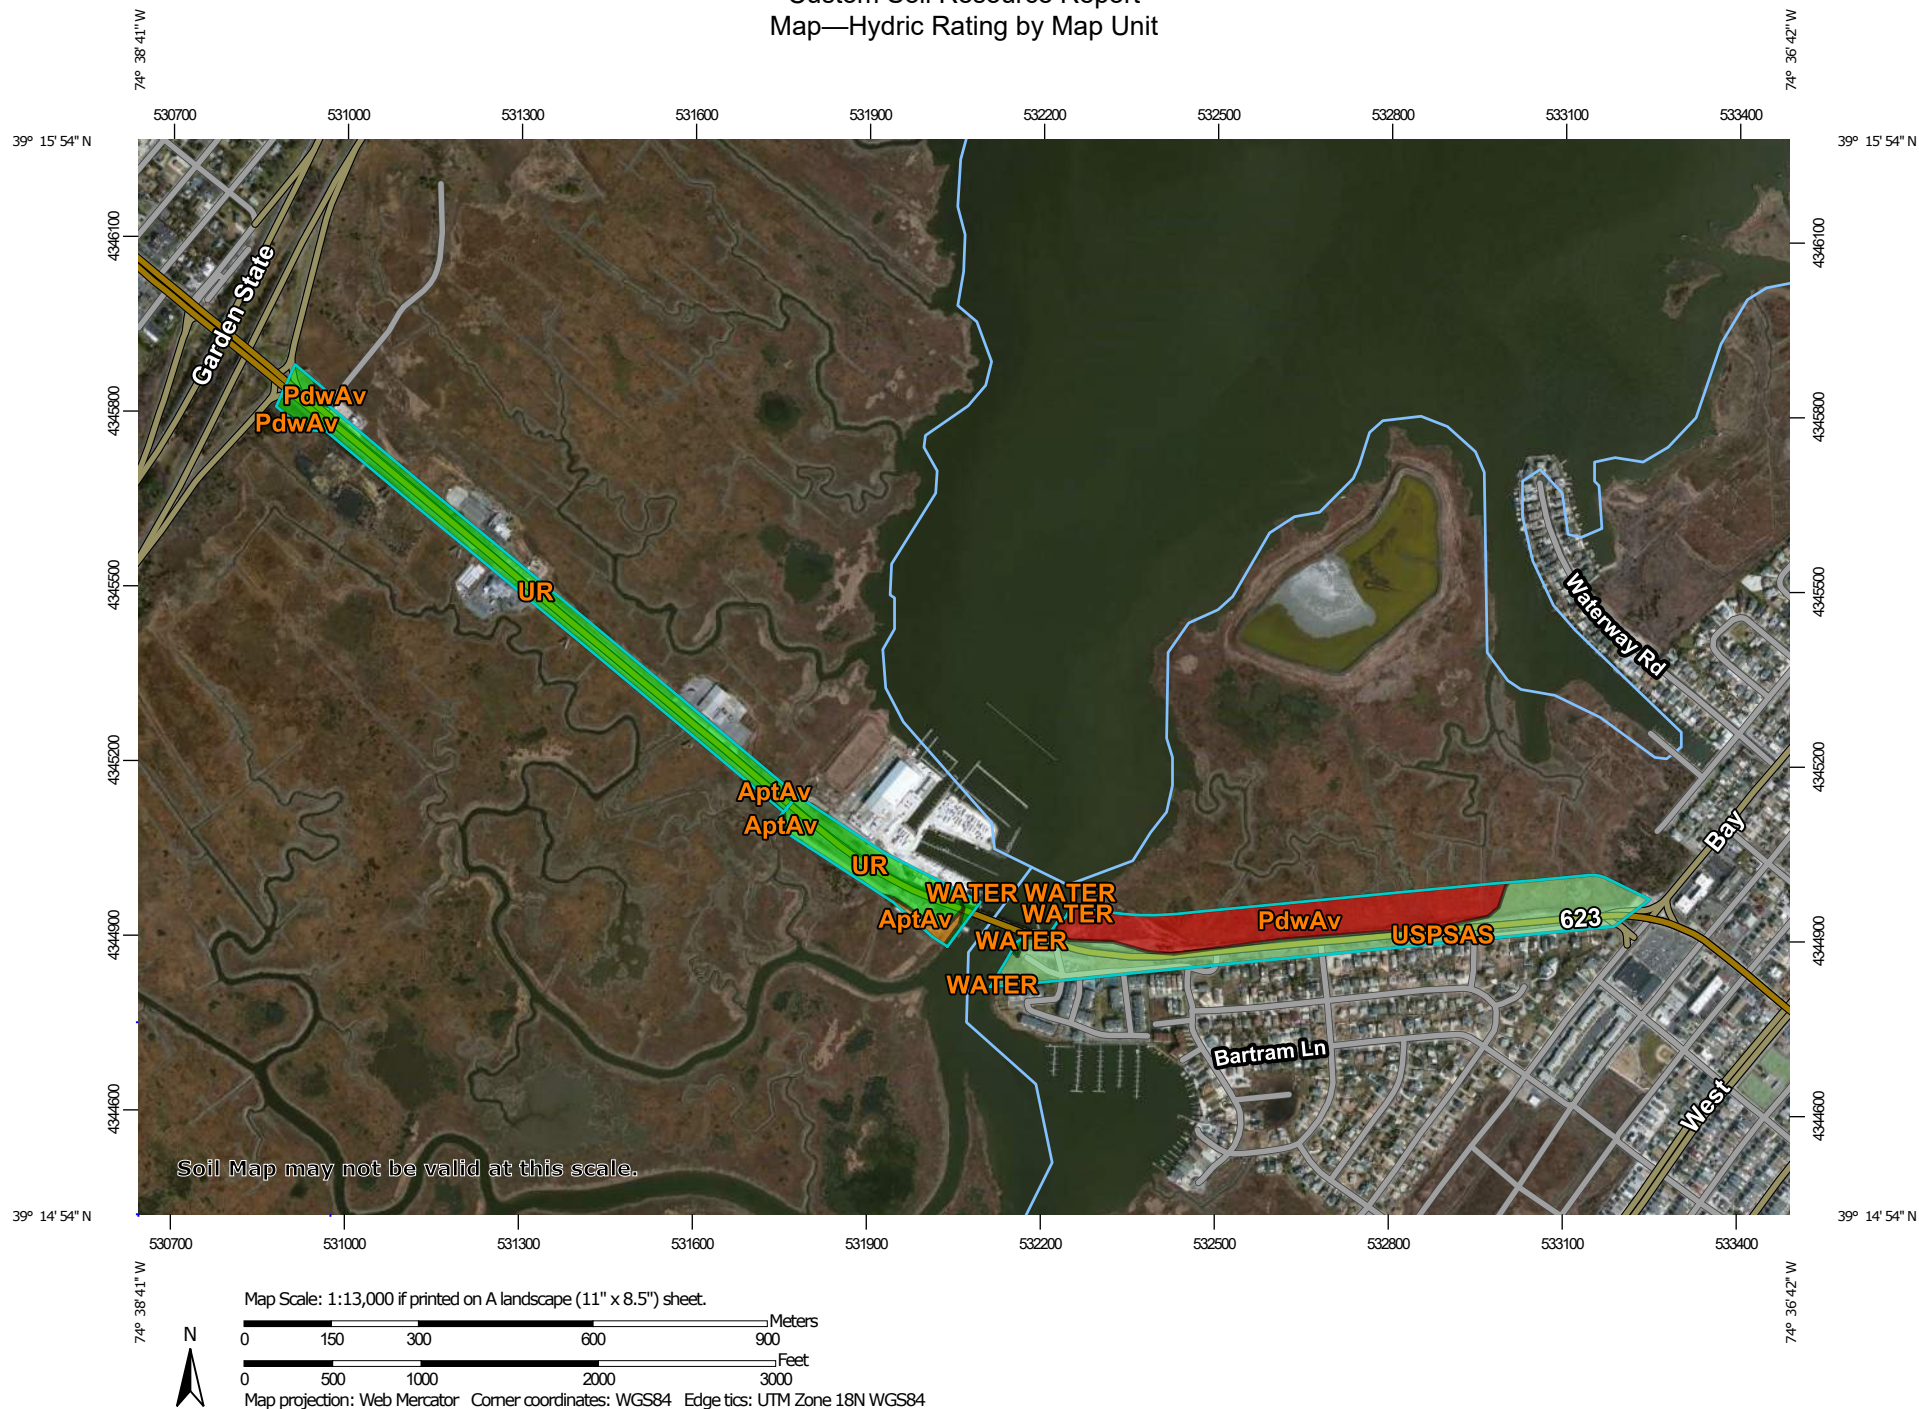 Custom Soil Resource Report
Map—Hydric Rating by Map Unit
74° 38' 41" W
74° 36' 42" W
530700 531000 531300 531600 531900 532200 532500 532800 533100 533400
39° 15' 54" N
39° 15' 54" N
4346100
4346100
Garden State
PdwAv
4345800
4345800
PdwAv
UR
4345500
4345500
Waterway Rd
4345200
4345200
AptAv
AptAv
Bay
UR
WATER WATER
WATER
AptAv
PdwAv
623
4344900
4344900
WATER
USPSAS
WATER
Bartram Ln
4344600
4344600
West
Soil Map may not be valid at this scale.
39° 14' 54" N
39° 14' 54" N
530700 531000 531300 531600 531900 532200 532500 532800 533100 533400
74° 38' 41" W
74° 36' 42" W
Map Scale: 1:13,000 if printed on A landscape (11" x 8.5") sheet.
Meters
N
0 150 300 600 900
Feet
0 500 1000 2000 3000
Map projection: Web Mercator Corner coordinates: WGS84 Edge tics: UTM Zone 18N WGS84